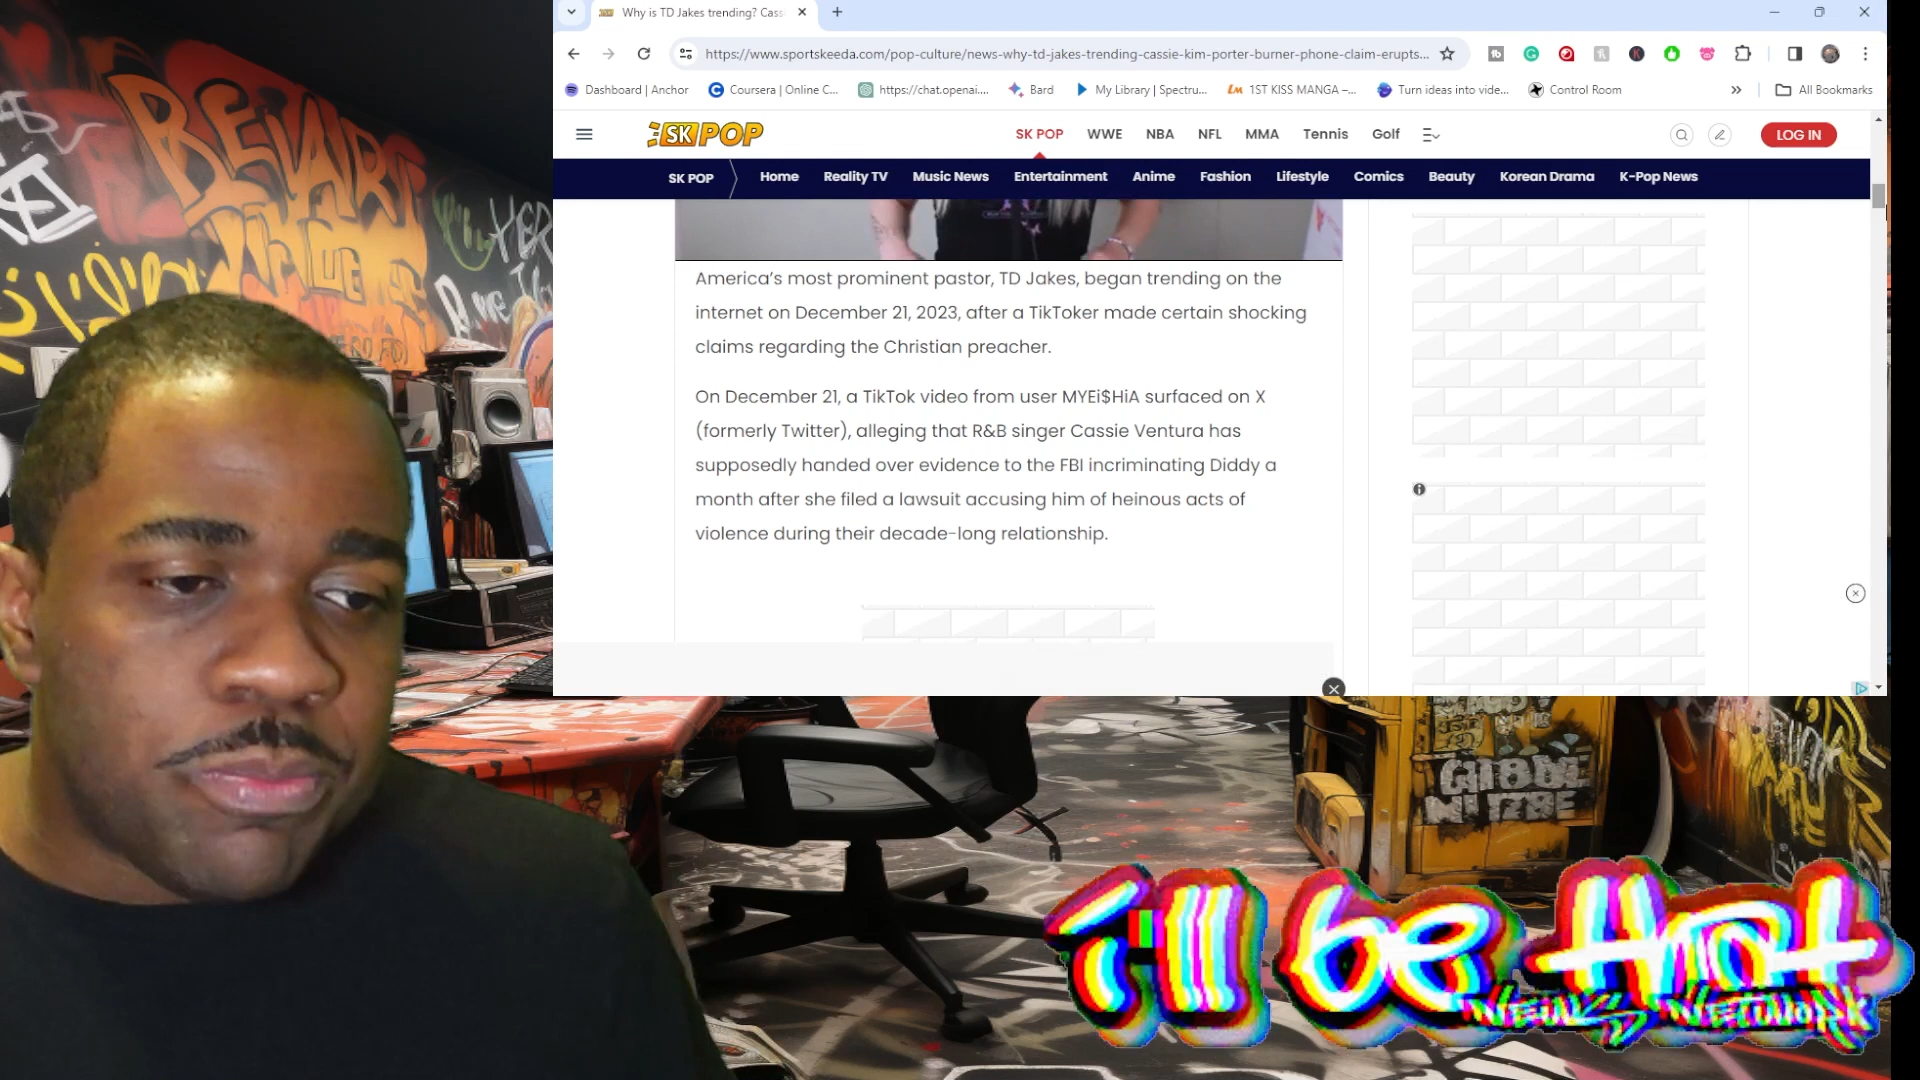 Why is TD Jakes trending? Cass
https://www.sportskeeda.com/pop-culture/news-why-td-jakes-trending-cassie-kim-porter-burner-phone-claim-erupts...
Dashboard | Anchor
Coursera | Online C...
https://chat.openai....
Bard
My Library | Spectru...
1ST KISS MANGA –...
Turn ideas into vide...
Control Room
All Bookmarks
SK POP
SK POP
WWE
NBA
NFL
MMA
Tennis
Golf
LOG IN
SK POP
Home
Reality TV
Music News
Entertainment
Anime
Fashion
Lifestyle
Comics
Beauty
Korean Drama
K-Pop News
America's most prominent pastor, TD Jakes, began trending on the
internet on December 21, 2023, after a TikToker made certain shocking
claims regarding the Christian preacher.
On December 21, a TikTok video from user MYEi$HiA surfaced on X
(formerly Twitter), alleging that R&B singer Cassie Ventura has
supposedly handed over evidence to the FBI incriminating Diddy a
month after she filed a lawsuit accusing him of heinous acts of
violence during their decade-long relationship.
i'll be that
News Network